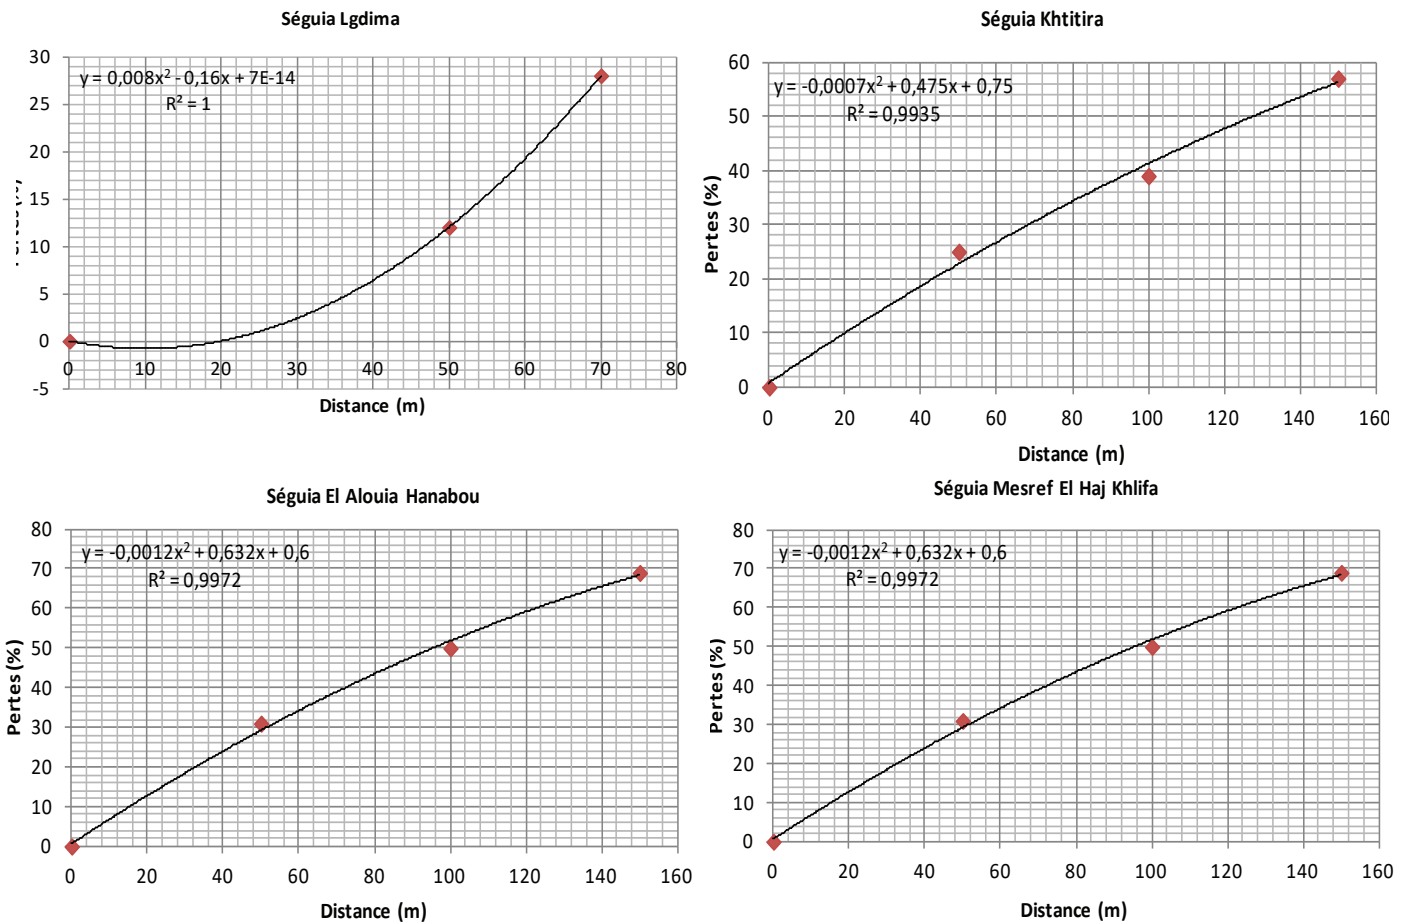 Séguia Lgdima
30
25
20
15
10
5
0
-5
y = 0,008x² - 0,16x + 7E-14
R² = 1
0 10 20 30 40 50 60 70 80
Distance (m)
Séguia Khtitira
60
50
40
30
20
10
0
Pertes (%)
y = -0,0007x² + 0,475x + 0,75
R² = 0,9935
0 20 40 60 80 100 120 140 160
Distance (m)
Séguia El Alouia Hanabou
80
70
60
50
40
30
20
10
0
Pertes (%)
y = -0,0012x² + 0,632x + 0,6
R² = 0,9972
0 20 40 60 80 100 120 140 160
Distance (m)
Séguia Mesref El Haj Khlifa
80
70
60
50
40
30
20
10
0
Pertes (%)
y = -0,0012x² + 0,632x + 0,6
R² = 0,9972
0 20 40 60 80 100 120 140 160
Distance (m)